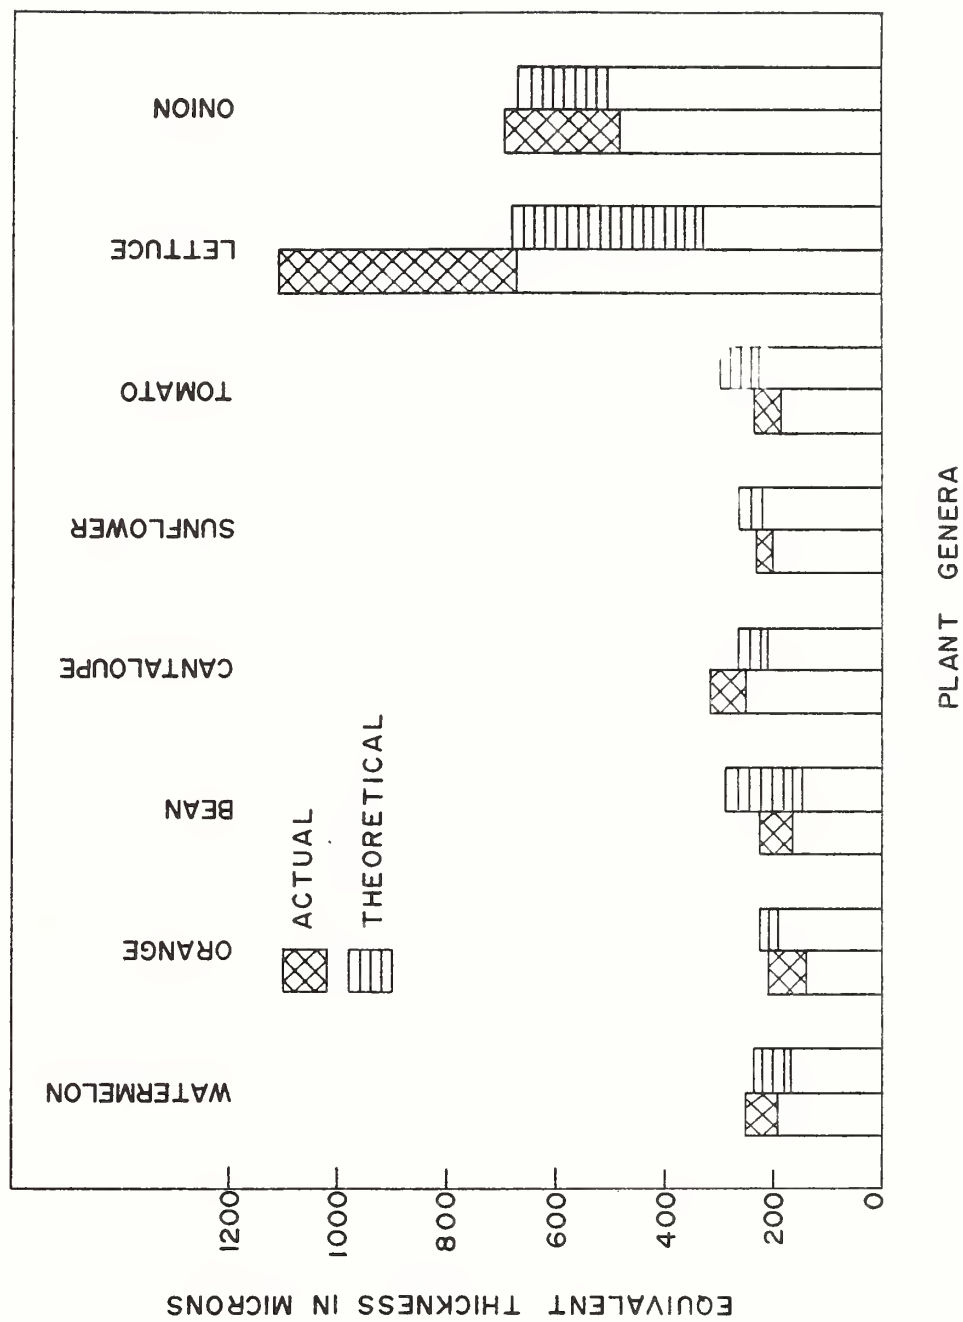 EQUIVALENT THICKNESS IN MICRONS
1200
1000
800
600
400
200
0
WATERMELON
ORANGE
BEAN
CANTALOUPE
SUNFLOWER
TOMATO
LETTUCE
ONION
ACTUAL
THEORETICAL
PLANT GENERA